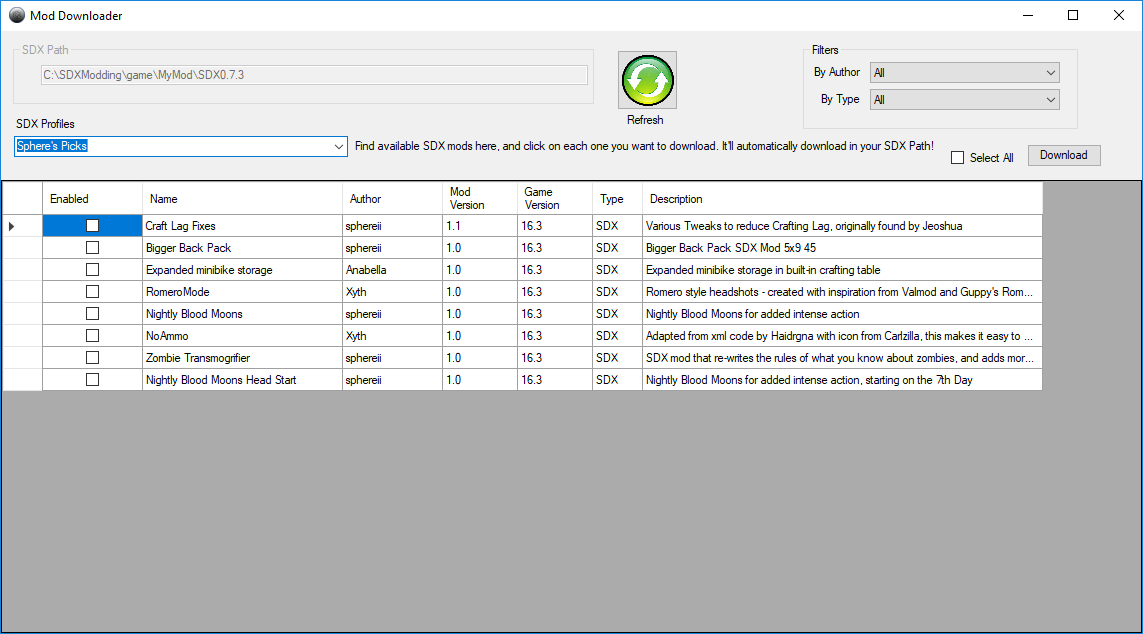 Mod Downloader
SDX Path
C:\SDXModding\game\MyMod\SDX0.7.3
Refresh
Filters
By Author All
By Type All
SDX Profiles
Sphere's Picks
Find available SDX mods here, and click on each one you want to download. It'll automatically download in your SDX Path!
Select All
Download
Enabled Name Author Mod Version Game Version Type Description
Craft Lag Fixes sphereii 1.1 16.3 SDX Various Tweaks to reduce Crafting Lag, originally found by Jeoshua
Bigger Back Pack sphereii 1.0 16.3 SDX Bigger Back Pack SDX Mod 5x9 45
Expanded minibike storage Anabella 1.0 16.3 SDX Expanded minibike storage in built-in crafting table
RomeroMode Xyth 1.0 16.3 SDX Romero style headshots - created with inspiration from Valmod and Guppy's Rom...
Nightly Blood Moons sphereii 1.0 16.3 SDX Nightly Blood Moons for added intense action
NoAmmo Xyth 1.0 16.3 SDX Adapted from xml code by Haidrgna with icon from Carlzilla, this makes it easy to ...
Zombie Transmogrifier sphereii 1.0 16.3 SDX SDX mod that re-writes the rules of what you know about zombies, and adds mor...
Nightly Blood Moons Head Start sphereii 1.0 16.3 SDX Nightly Blood Moons for added intense action, starting on the 7th Day